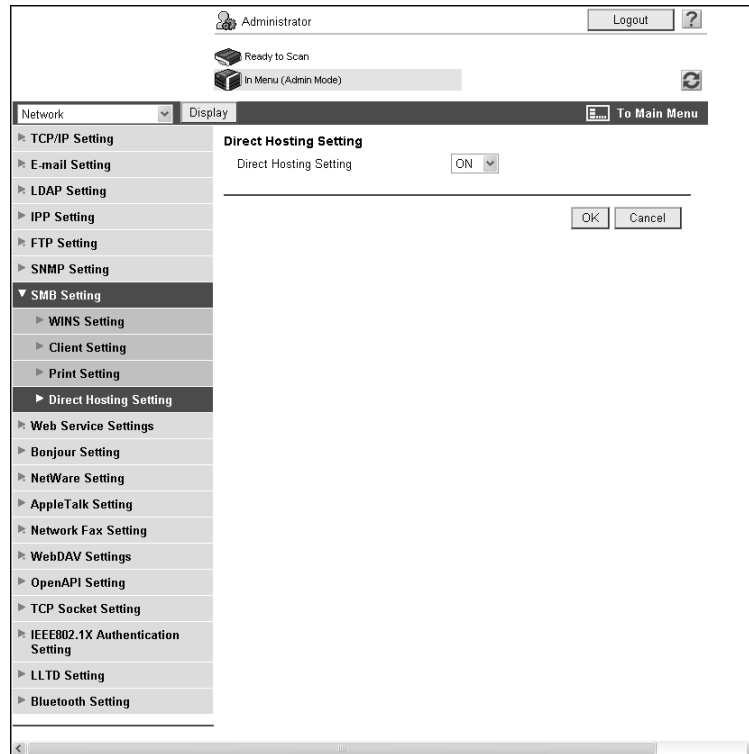 Administrator
Logout
?
Ready to Scan
In Menu (Admin Mode)
Network
Display
To Main Menu
TCP/IP Setting
E-mail Setting
LDAP Setting
IPP Setting
FTP Setting
SNMP Setting
SMB Setting
WINS Setting
Client Setting
Print Setting
Direct Hosting Setting
Web Service Settings
Bonjour Setting
NetWare Setting
AppleTalk Setting
Network Fax Setting
WebDAV Settings
OpenAPI Setting
TCP Socket Setting
IEEE802.1X Authentication
Setting
LLTD Setting
Bluetooth Setting
Direct Hosting Setting
Direct Hosting Setting
ON
OK
Cancel